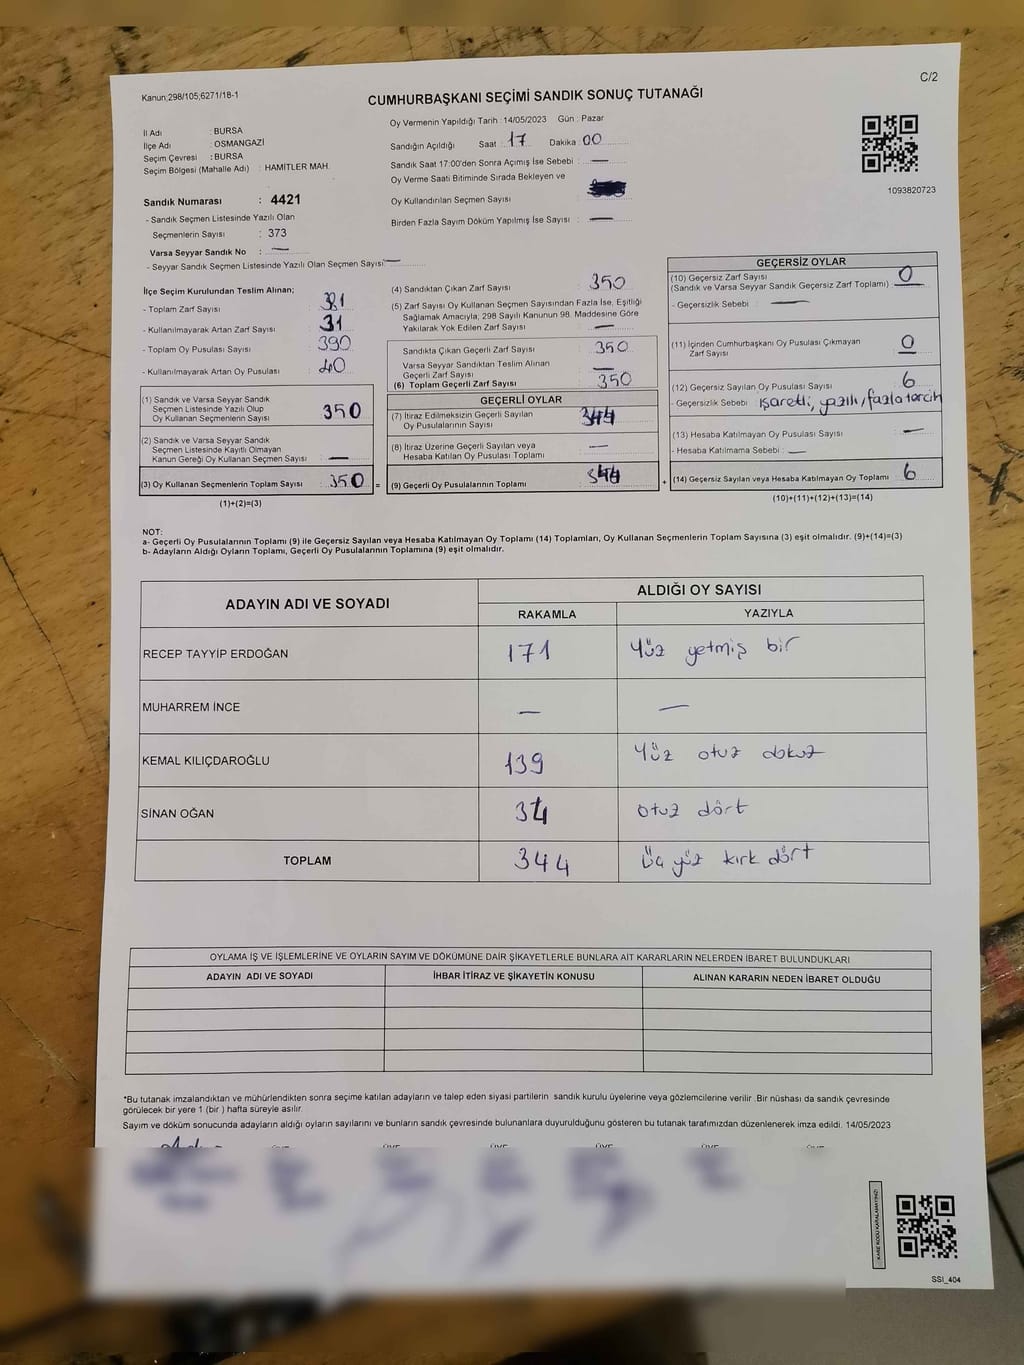 C/2
Kanun;298/105;6271/18-1
CUMHURBAŞKANI SEÇİMİ SANDIK SONUÇ TUTANAĞI
İl Adı : BURSA
İlçe Adı : OSMANGAZİ
Seçim Çevresi : BURSA
Seçim Bölgesi (Mahalle Adı) : HAMİTLER MAH.
Oy Vermenin Yapıldığı Tarih : 14/05/2023 Gün : Pazar
Sandığın Açıldığı Saat : 17 Dakika : 00
Sandık Saat 17:00'den Sonra Açımış İse Sebebi : —
Oy Verme Saati Bitiminde Sırada Bekleyen ve
Oy Kullandırılan Seçmen Sayısı :
Birden Fazla Sayım Döküm Yapılmış İse Sayısı : —
1093820723
Sandık Numarası : 4421
- Sandık Seçmen Listesinde Yazılı Olan
Seçmenlerin Sayısı : 373
Varsa Seyyar Sandık No : —
- Seyyar Sandık Seçmen Listesinde Yazılı Olan Seçmen Sayısı: —
İlçe Seçim Kurulundan Teslim Alınan;
- Toplam Zarf Sayısı : 381
- Kullanılmayarak Artan Zarf Sayısı : 31
- Toplam Oy Pusulası Sayısı : 390
- Kullanılmayarak Artan Oy Pusulası : 40
(1) Sandık ve Varsa Seyyar Sandık
Seçmen Listesinde Yazılı Olup
Oy Kullanan Seçmenlerin Sayısı : 350
(2) Sandık ve Varsa Seyyar Sandık
Seçmen Listesinde Kayıtlı Olmayan
Kanun Gereği Oy Kullanan Seçmen Sayısı : —
(3) Oy Kullanan Seçmenlerin Toplam Sayısı : 350 =
(1)+(2)=(3)
(4) Sandıktan Çıkan Zarf Sayısı : 350
(5) Zarf Sayısı Oy Kullanan Seçmen Sayısından Fazla İse, Eşitliği
Sağlamak Amacıyla, 298 Sayılı Kanunun 98. Maddesine Göre
Yakılarak Yok Edilen Zarf Sayısı : —
Sandıkta Çıkan Geçerli Zarf Sayısı : 350
Varsa Seyyar Sandıktan Teslim Alınan
Geçerli Zarf Sayısı : —
(6) Toplam Geçerli Zarf Sayısı : 350
GEÇERLİ OYLAR
(7) İtiraz Edilmeksizin Geçerli Sayılan
Oy Pusulalarının Sayısı : 344
(8) İtiraz Üzerine Geçerli Sayılan veya
Hesaba Katılan Oy Pusulası Toplamı : —
(9) Geçerli Oy Pusulalarının Toplamı : 344 +
GEÇERSİZ OYLAR
(10) Geçersiz Zarf Sayısı : 0
(Sandık ve Varsa Seyyar Sandık Geçersiz Zarf Toplamı)
- Geçersizlik Sebebi : —
(11) İçinden Cumhurbaşkanı Oy Pusulası Çıkmayan
Zarf Sayısı : 0
(12) Geçersiz Sayılan Oy Pusulası Sayısı : 6
- Geçersizlik Sebebi işaretli, yazılı, fazla tercih
(13) Hesaba Katılmayan Oy Pusulası Sayısı : —
- Hesaba Katılmama Sebebi : —
(14) Geçersiz Sayılan veya Hesaba Katılmayan Oy Toplamı : 6
(10)+(11)+(12)+(13)=(14)
NOT:
a- Geçerli Oy Pusulalarının Toplamı (9) ile Geçersiz Sayılan veya Hesaba Katılmayan Oy Toplamı (14) Toplamları, Oy Kullanan Seçmenlerin Toplam Sayısına (3) eşit olmalıdır. (9)+(14)=(3)
b- Adayların Aldığı Oyların Toplamı, Geçerli Oy Pusulalarının Toplamına (9) eşit olmalıdır.
ADAYIN ADI VE SOYADI ALDIĞI OY SAYISI
RAKAMLA YAZIYLA
RECEP TAYYİP ERDOĞAN 171 Yüz yetmiş bir
MUHARREM İNCE — —
KEMAL KILIÇDAROĞLU 139 Yüz otuz dokuz
SİNAN OĞAN 34 otuz dört
TOPLAM 344 üç yüz kırk dört
OYLAMA İŞ VE İŞLEMLERİNE VE OYLARIN SAYIM VE DÖKÜMÜNE DAİR ŞİKAYETLERLE BUNLARA AİT KARARLARIN NELERDEN İBARET BULUNDUKLARI
ADAYIN ADI VE SOYADI İHBAR İTİRAZ VE ŞİKAYETİN KONUSU ALINAN KARARIN NEDEN İBARET OLDUĞU
*Bu tutanak imzalandıktan ve mühürlendikten sonra seçime katılan adayların ve talep eden siyasi partilerin sandık kurulu üyelerine veya gözlemcilerine verilir .Bir nüshası da sandık çevresinde
görülecek bir yere 1 (bir ) hafta süreyle asılır.
Sayım ve döküm sonucunda adayların aldığı oyların sayılarını ve bunların sandık çevresinde bulunanlara duyurulduğunu gösteren bu tutanak tarafımızdan düzenlenerek imza edildi. 14/05/2023
KARE KODU KARALAMAYINIZ!
SSI_404